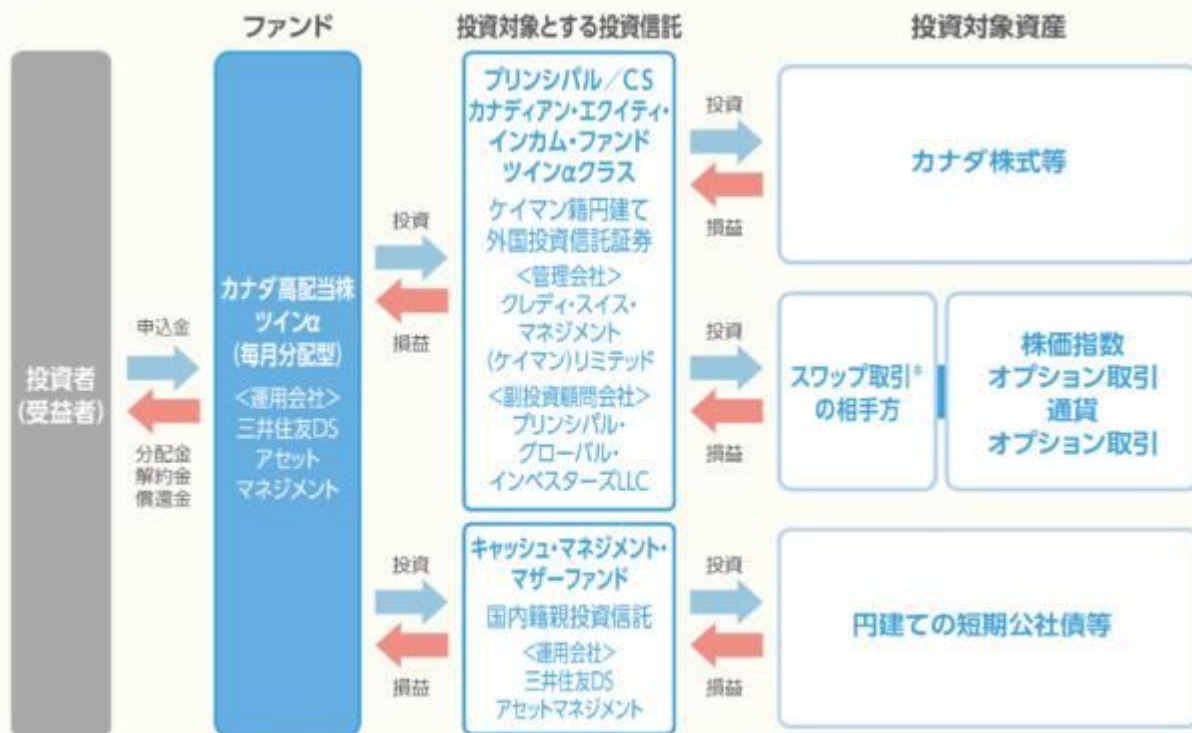 ファンド
投資対象とする投資信託
投資対象資産
投資者
(受益者)
申込金
分配金
解約金
償還金
カナダ高配当株
ツインα
(毎月分配型)
<運用会社>
三井住友DS
アセット
マネジメント
投資
損益
プリンシパル/CS
カナディアン・エクイティ・
インカム・ファンド
ツインαクラス
ケイマン籍円建て
外国投資信託証券
<管理会社>
クレディ・スイス・
マネジメント
(ケイマン)リミテッド
<副投資顧問会社>
プリンシパル・
グローバル・
インベスターズLLC
投資
損益
カナダ株式等
投資
損益
スワップ取引※
の相手方
株価指数
オプション取引
通貨
オプション取引
投資
損益
キャッシュ・マネジメント・
マザーファンド
国内籍親投資信託
<運用会社>
三井住友DS
アセットマネジメント
投資
損益
円建ての短期公社債等